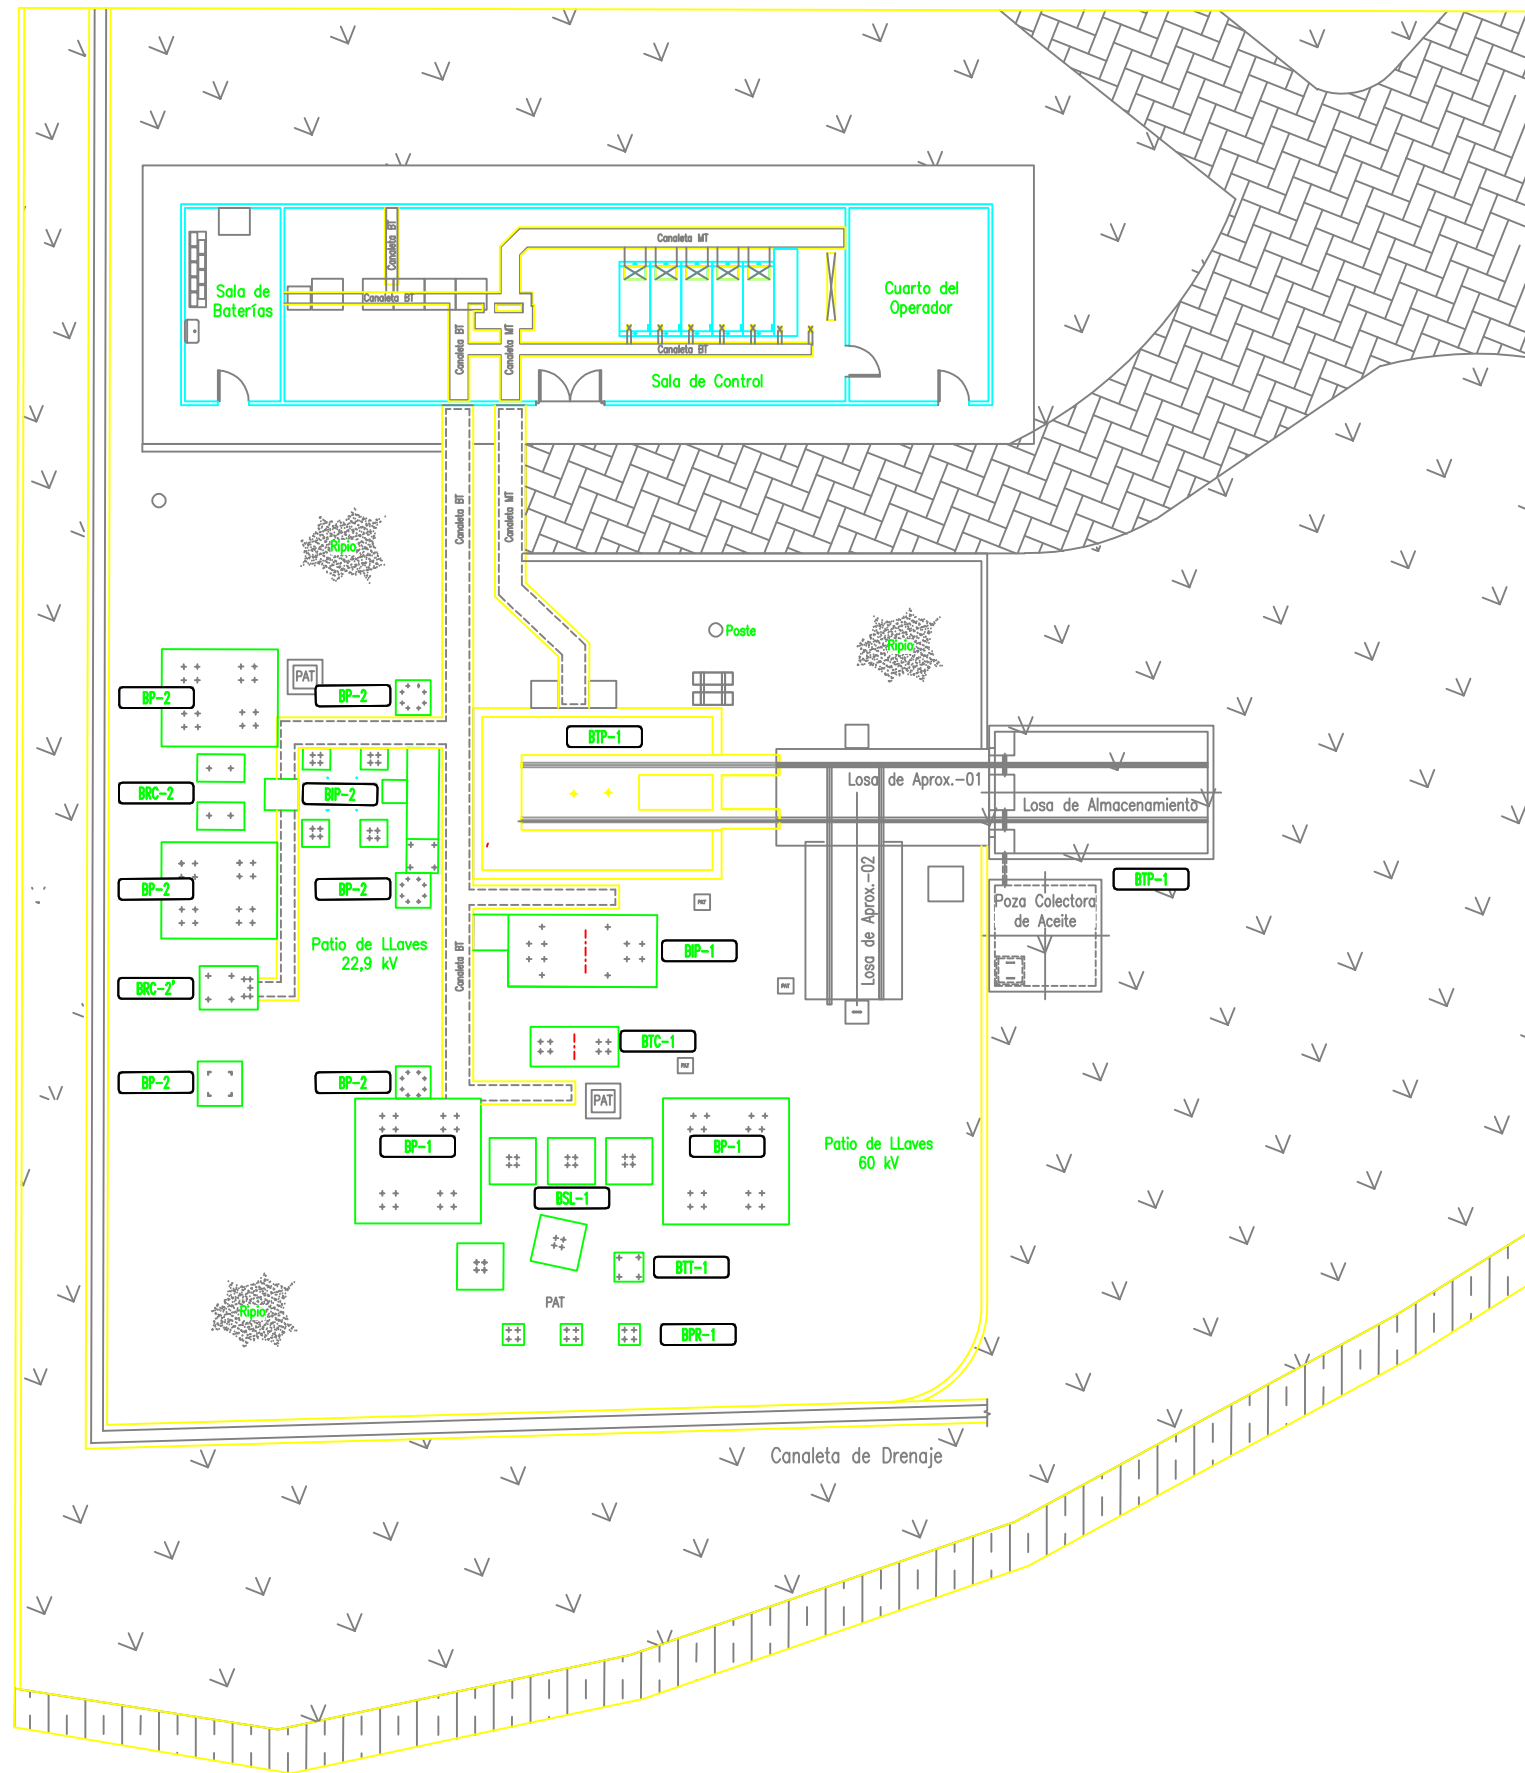 Canaleta BT
Canaleta MT
Sala de
Baterías
Canaleta BT
Cuarto del
Operador
Canaleta BT
Canaleta MT
Canaleta BT
Sala de Control
Canaleta BT
Canaleta MT
Ripio
Poste
Ripio
PAT
BP-2
BP-2
BTP-1
Losa de Aprox.-01
BRC-2
BIP-2
Losa de Almacenamiento
BP-2
BP-2
Losa de Aprox.-02
BTP-1
PAT
Poza Colectora
de Aceite
Patio de LLaves
22,9 kV
Canaleta BT
BIP-1
BRC-2'
PAT
BTC-1
PAT
BP-2
BP-2
PAT
BP-1
BP-1
Patio de LLaves
60 kV
BSL-1
BTT-1
PAT
Ripio
BPR-1
Canaleta de Drenaje